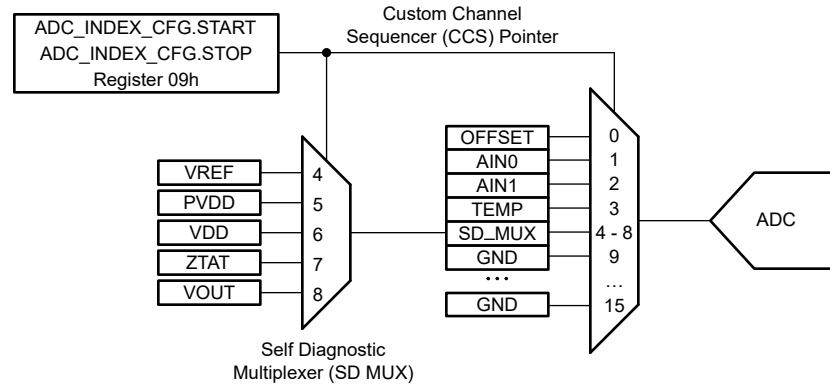 ADC_INDEX_CFG.START
ADC_INDEX_CFG.STOP
Register 09h
Custom Channel
Sequencer (CCS) Pointer
VREF
PVDD
VDD
ZTAT
VOUT
4
5
6
7
8
Self Diagnostic
Multiplexer (SD MUX)
OFFSET
AIN0
AIN1
TEMP
SD_MUX
GND
...
GND
0
1
2
3
4 - 8
9
...
15
ADC